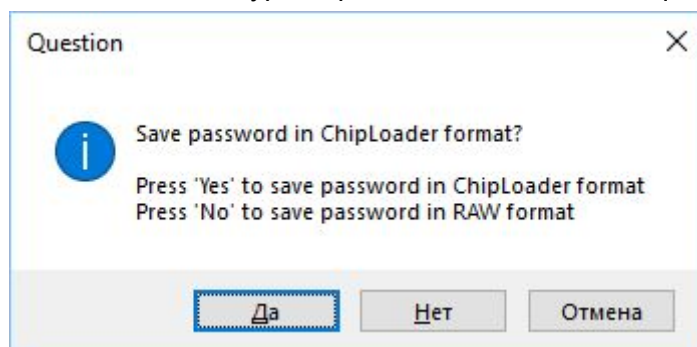 Question
Save password in ChipLoader format?
Press 'Yes' to save password in ChipLoader format
Press 'No' to save password in RAW format
Да Нет Отмена